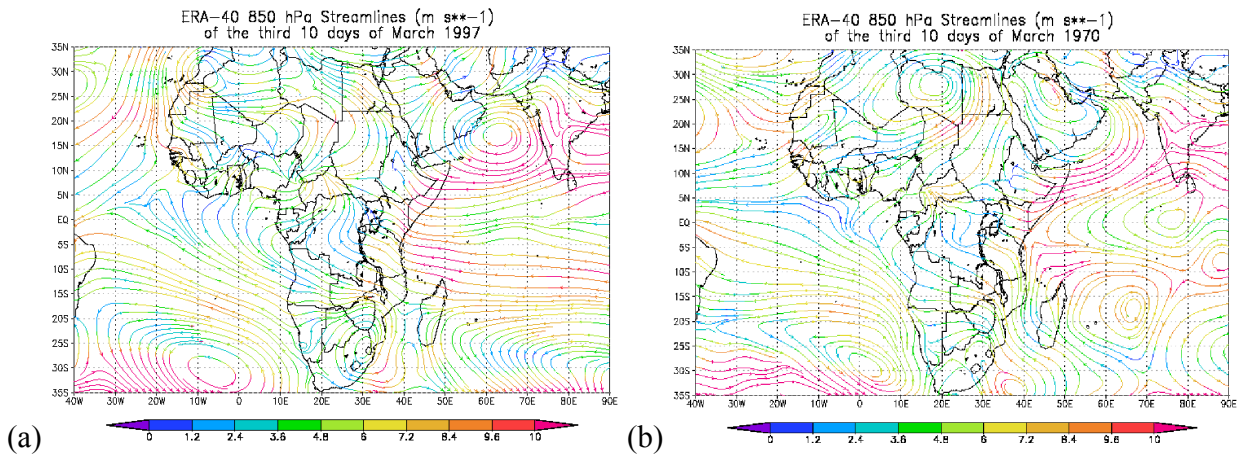 ERA-40 850 hPa Streamlines (m s**-1)
of the third 10 days of March 1997
35N
30N
25N
20N
15N
10N
5N
EQ
5S
10S
15S
20S
25S
30S
35S
40W 30W 20W 10W 0 10E 20E 30E 40E 50E 60E 70E 80E 90E
0 1.2 2.4 3.6 4.8 6 7.2 8.4 9.6 10
(a)
ERA-40 850 hPa Streamlines (m s**-1)
of the third 10 days of March 1970
35N
30N
25N
20N
15N
10N
5N
EQ
5S
10S
15S
20S
25S
30S
35S
40W 30W 20W 10W 0 10E 20E 30E 40E 50E 60E 70E 80E 90E
0 1.2 2.4 3.6 4.8 6 7.2 8.4 9.6 10
(b)